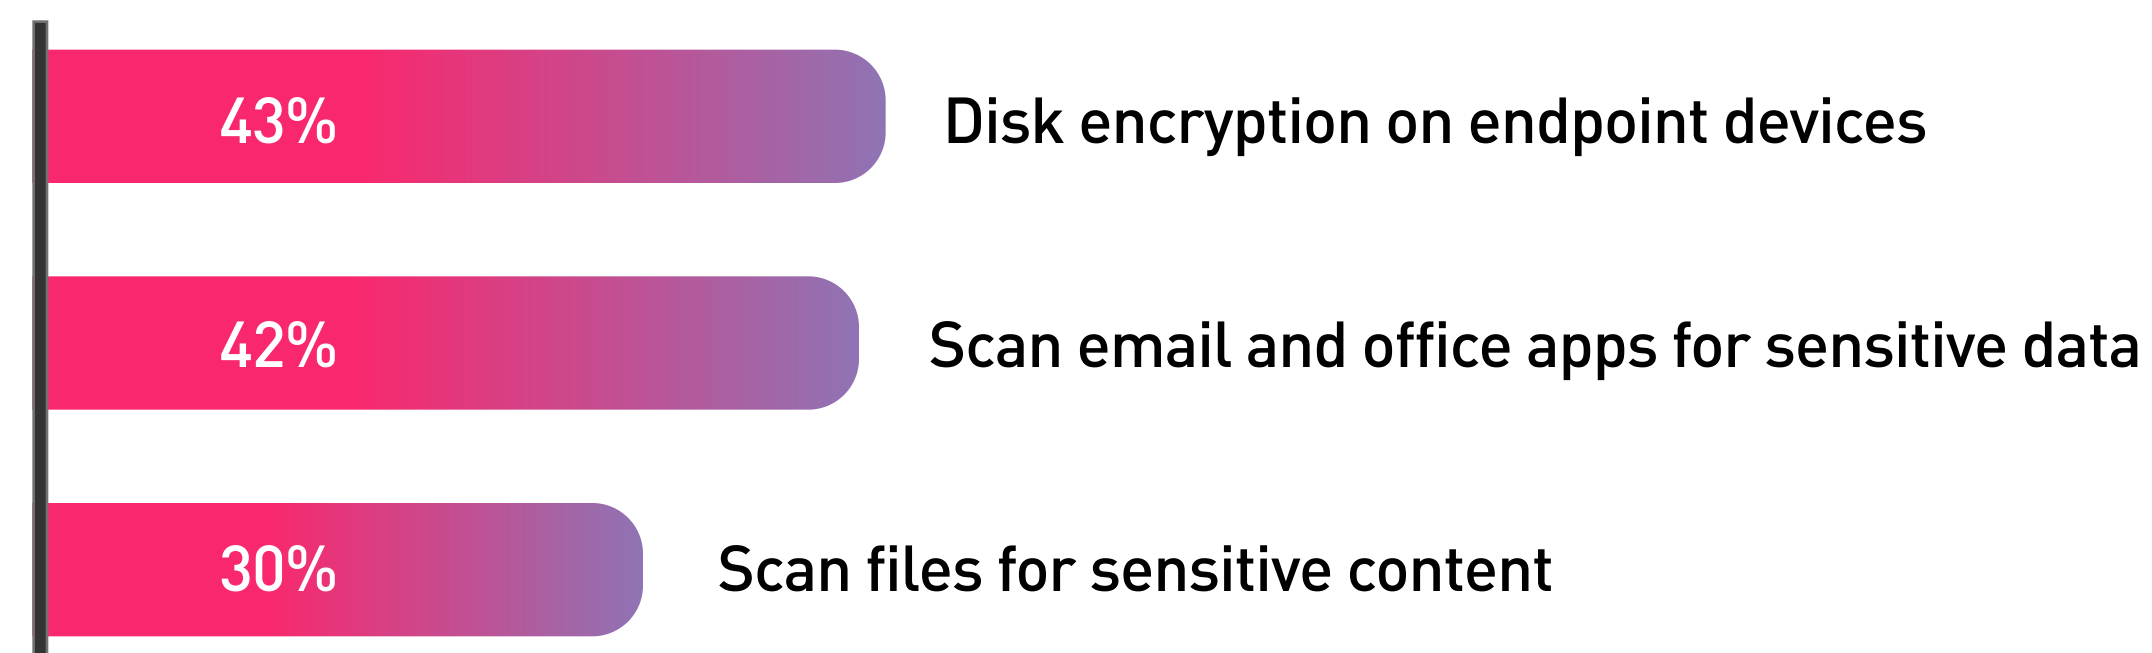 43% Disk encryption on endpoint devices
42% Scan email and office apps for sensitive data
30% Scan files for sensitive content